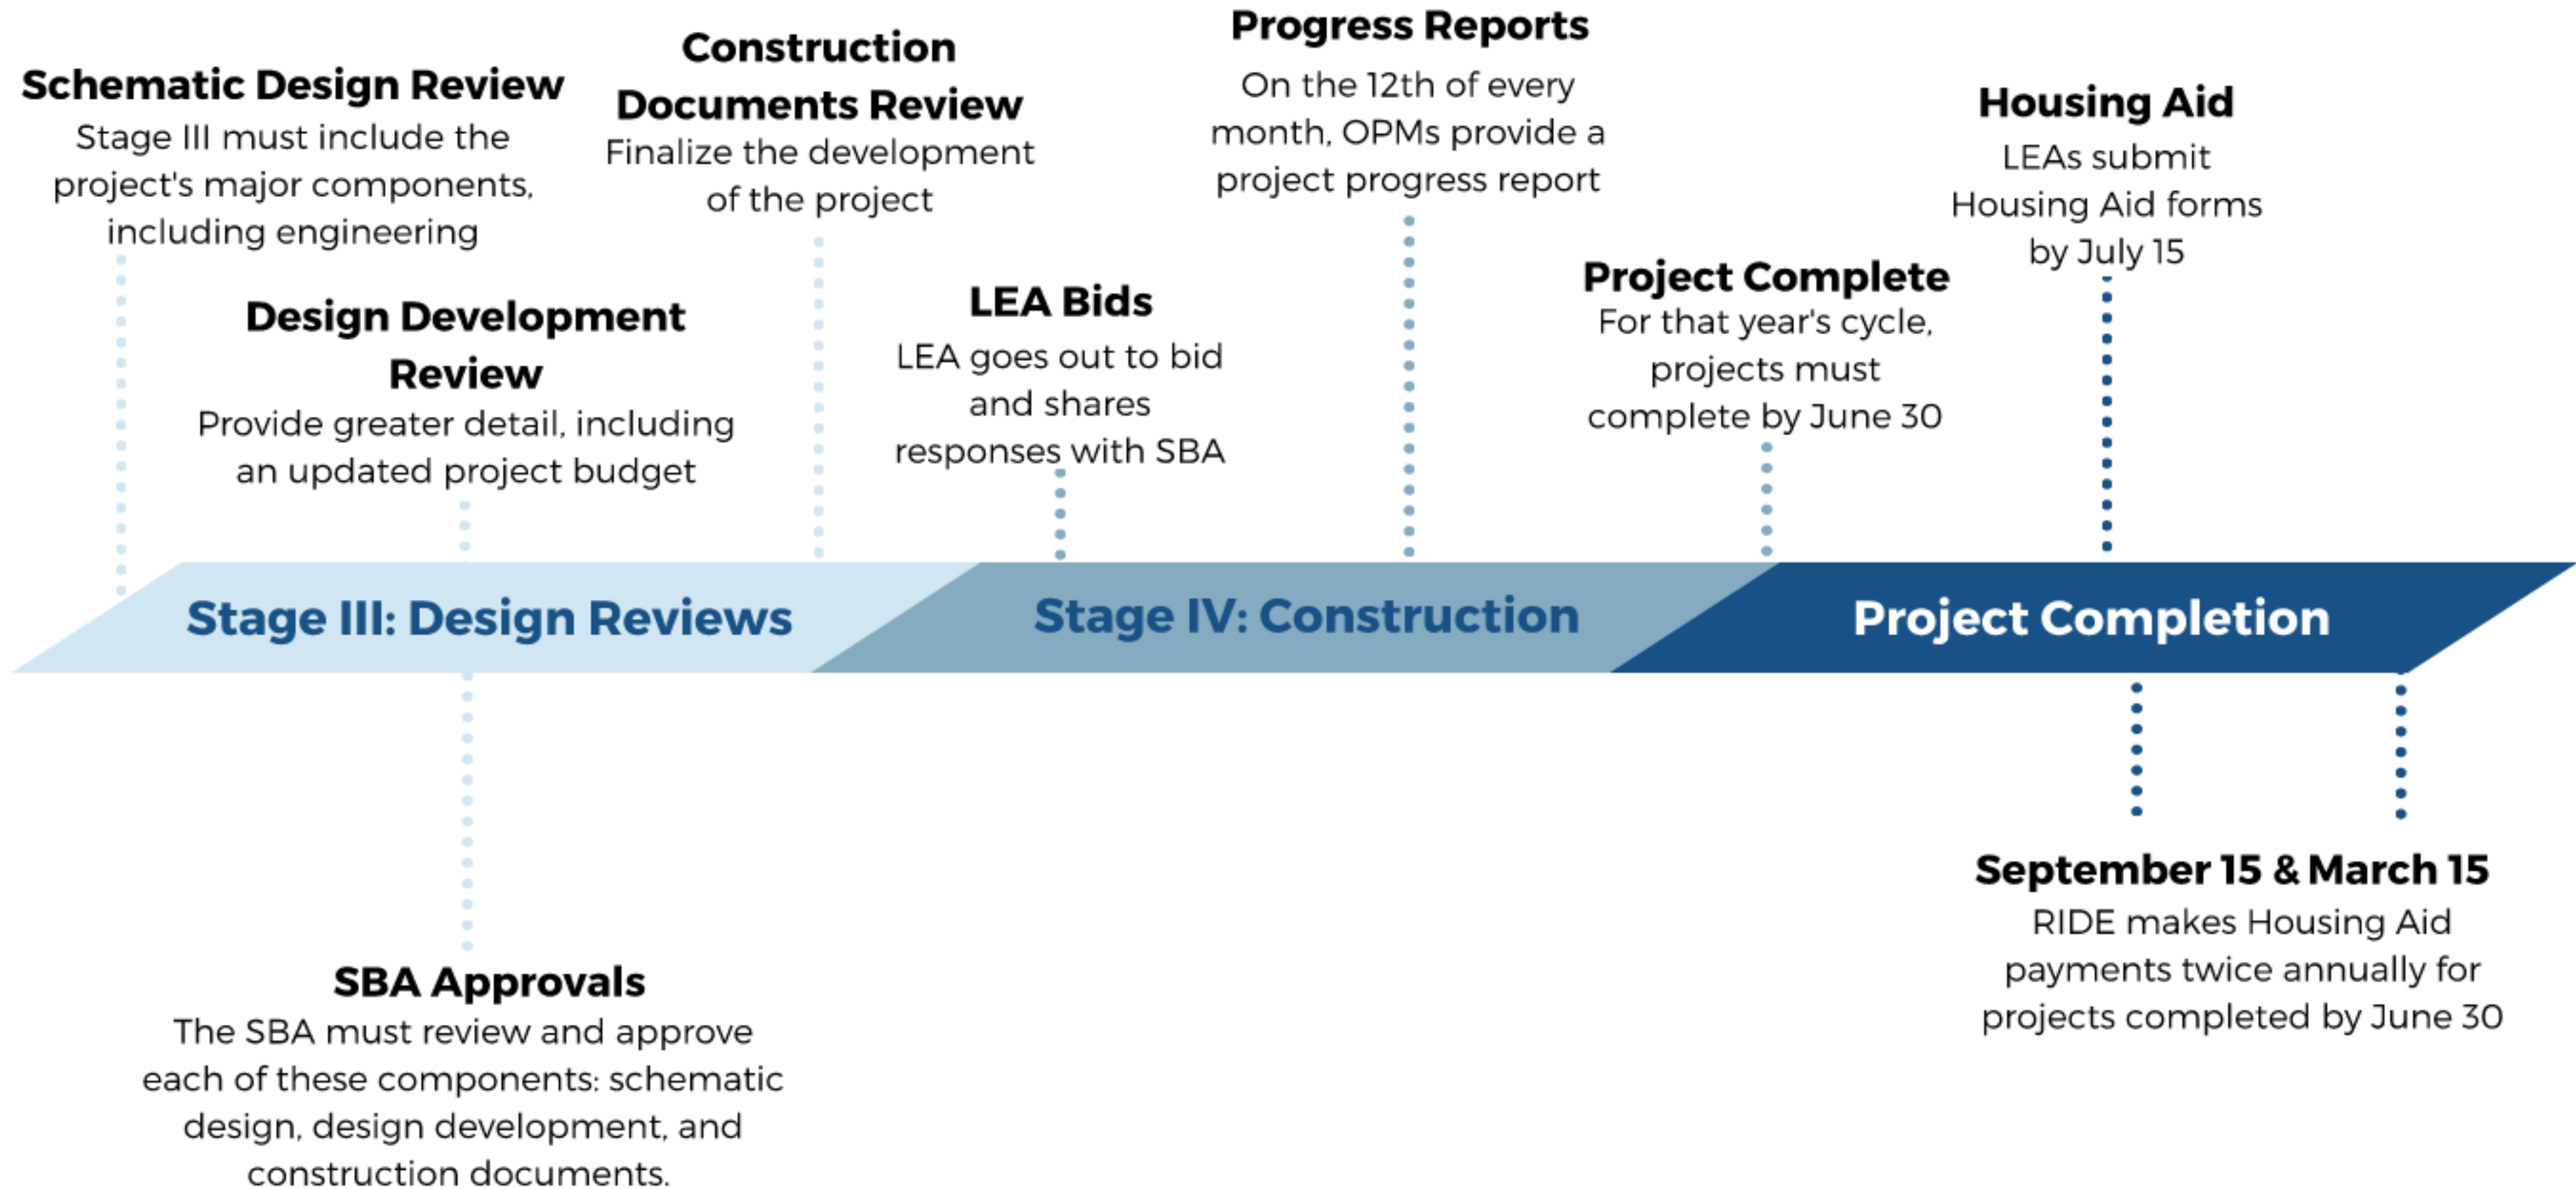 Schematic Design Review
Stage III must include the
project's major components,
including engineering
Design Development
Review
Provide greater detail, including
an updated project budget
Construction
Documents Review
Finalize the development
of the project
LEA Bids
LEA goes out to bid
and shares
responses with SBA
Progress Reports
On the 12th of every
month, OPMs provide a
project progress report
Project Complete
For that year's cycle,
projects must
complete by June 30
Housing Aid
LEAs submit
Housing Aid forms
by July 15
Stage III: Design Reviews
Stage IV: Construction
Project Completion
SBA Approvals
The SBA must review and approve
each of these components: schematic
design, design development, and
construction documents.
September 15 & March 15
RIDE makes Housing Aid
payments twice annually for
projects completed by June 30